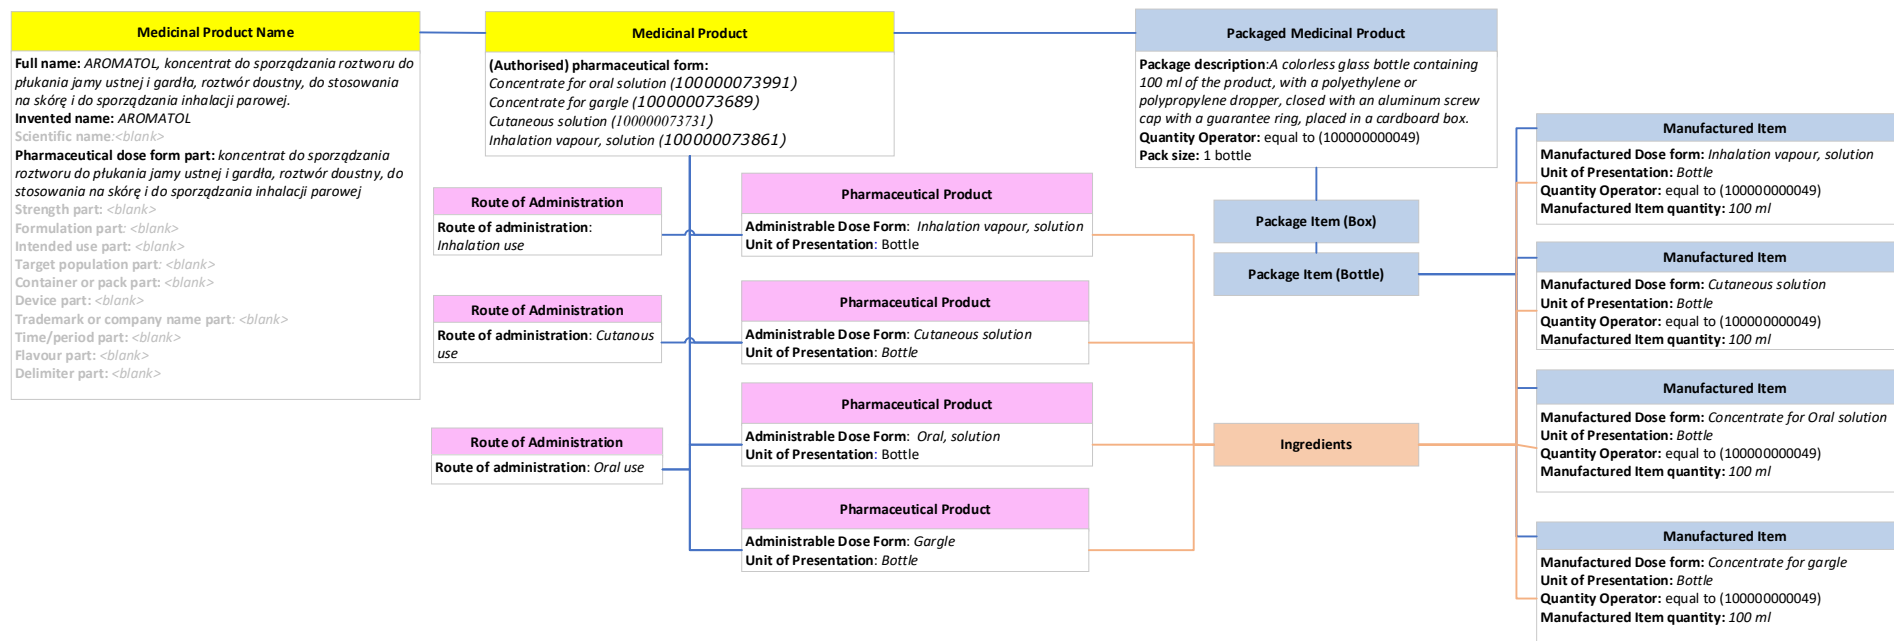 Medicinal Product Name
Full name: AROMATOL, koncentrat do sporządzania roztworu do
płukania jamy ustnej i gardła, roztwór doustny, do stosowania
na skórę i do sporządzania inhalacji parowej.
Invented name: AROMATOL
Scientific name:<blank>
Pharmaceutical dose form part: koncentrat do sporządzania
roztworu do płukania jamy ustnej i gardła, roztwór doustny, do
stosowania na skórę i do sporządzania inhalacji parowej
Strength part: <blank>
Formulation part: <blank>
Intended use part: <blank>
Target population part: <blank>
Container or pack part: <blank>
Device part: <blank>
Trademark or company name part: <blank>
Time/period part: <blank>
Flavour part: <blank>
Delimiter part: <blank>
Medicinal Product
(Authorised) pharmaceutical form:
Concentrate for oral solution (100000073991)
Concentrate for gargle (100000073689)
Cutaneous solution (100000073731)
Inhalation vapour, solution (100000073861)
Packaged Medicinal Product
Package description:A colorless glass bottle containing
100 ml of the product, with a polyethylene or
polypropylene dropper, closed with an aluminum screw
cap with a guarantee ring, placed in a cardboard box.
Quantity Operator: equal to (100000000049)
Pack size: 1 bottle
Route of Administration
Route of administration:
Inhalation use
Route of Administration
Route of administration: Cutanous
use
Route of Administration
Route of administration: Oral use
Pharmaceutical Product
Administrable Dose Form: Inhalation vapour, solution
Unit of Presentation: Bottle
Pharmaceutical Product
Administrable Dose Form: Cutaneous solution
Unit of Presentation: Bottle
Pharmaceutical Product
Administrable Dose Form: Oral, solution
Unit of Presentation: Bottle
Pharmaceutical Product
Administrable Dose Form: Gargle
Unit of Presentation: Bottle
Package Item (Box)
Package Item (Bottle)
Ingredients
Manufactured Item
Manufactured Dose form: Inhalation vapour, solution
Unit of Presentation: Bottle
Quantity Operator: equal to (100000000049)
Manufactured Item quantity: 100 ml
Manufactured Item
Manufactured Dose form: Cutaneous solution
Unit of Presentation: Bottle
Quantity Operator: equal to (100000000049)
Manufactured Item quantity: 100 ml
Manufactured Item
Manufactured Dose form: Concentrate for Oral solution
Unit of Presentation: Bottle
Quantity Operator: equal to (100000000049)
Manufactured Item quantity: 100 ml
Manufactured Item
Manufactured Dose form: Concentrate for gargle
Unit of Presentation: Bottle
Quantity Operator: equal to (100000000049)
Manufactured Item quantity: 100 ml